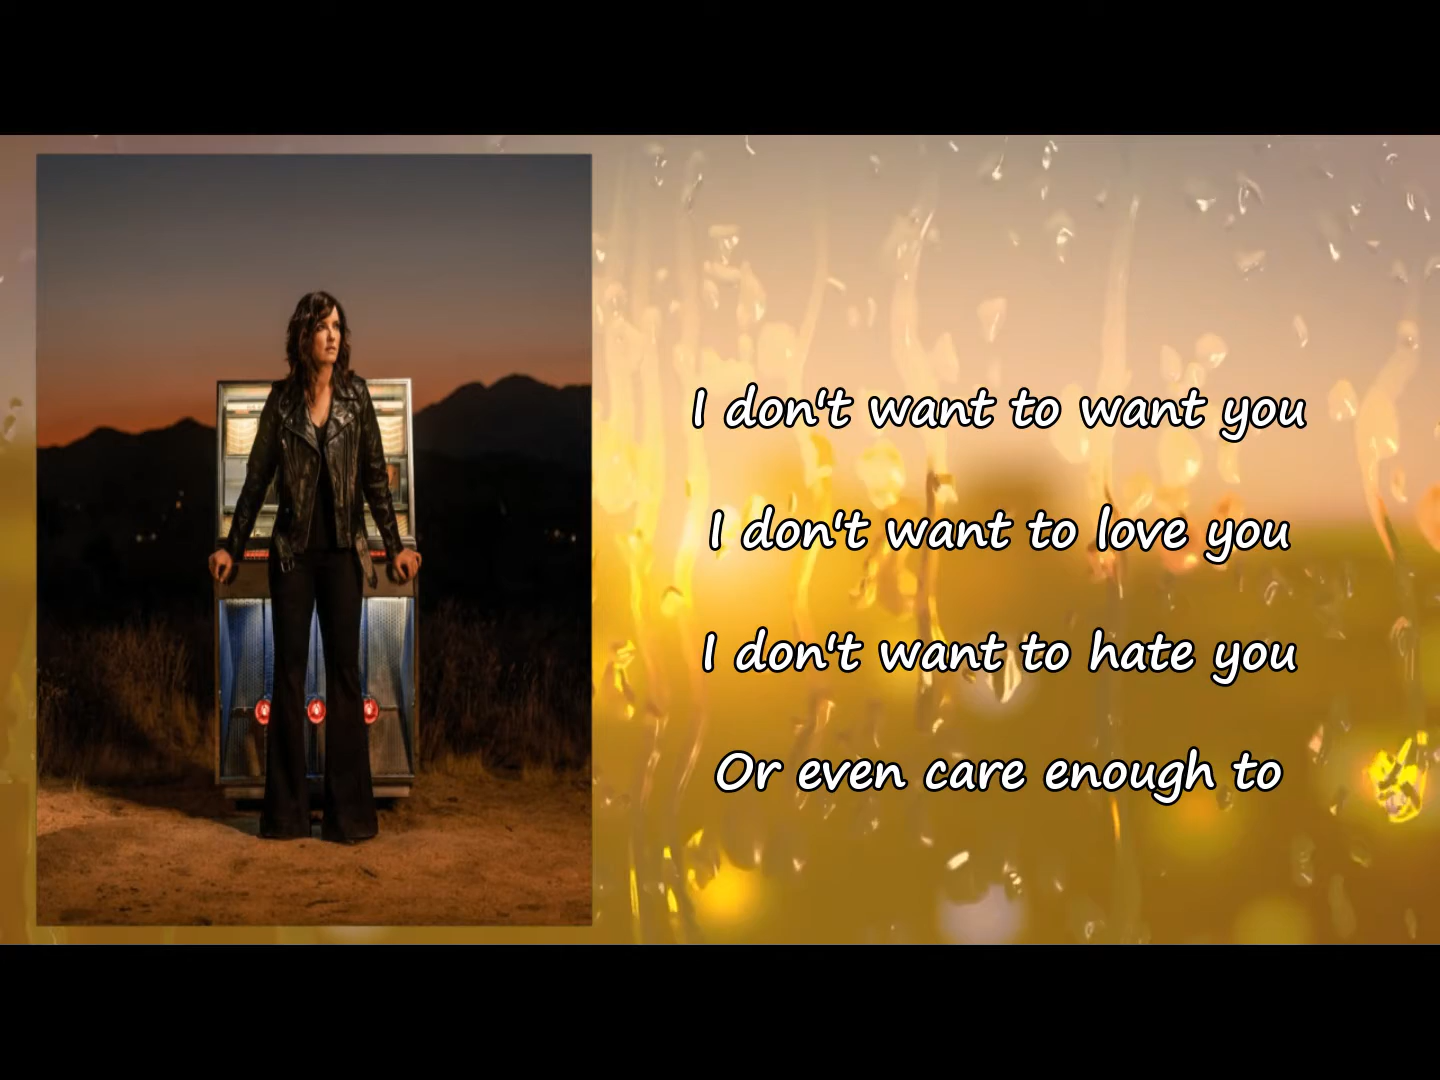 I don't want to want you
I don't want to love you
I don't want to hate you
Or even care enough to